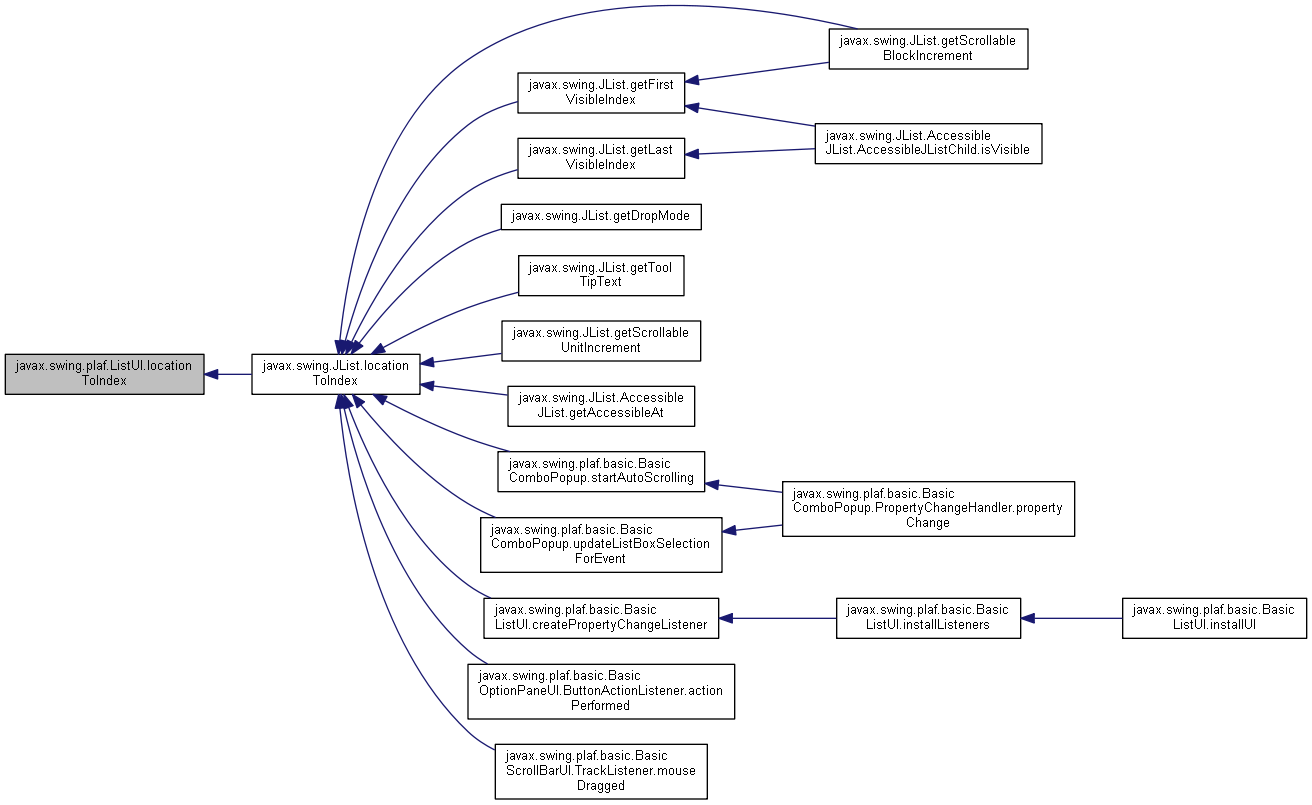 javax.swing.plaf.ListUI.location
ToIndex
javax.swing.JList.location
ToIndex
javax.swing.JList.getScrollable
BlockIncrement
javax.swing.JList.getFirst
VisibleIndex
javax.swing.JList.Accessible
JList.AccessibleJListChild.isVisible
javax.swing.JList.getLast
VisibleIndex
javax.swing.JList.getDropMode
javax.swing.JList.getTool
TipText
javax.swing.JList.getScrollable
UnitIncrement
javax.swing.JList.Accessible
JList.getAccessibleAt
javax.swing.plaf.basic.Basic
ComboPopup.startAutoScrolling
javax.swing.plaf.basic.Basic
ComboPopup.PropertyChangeHandler.property
Change
javax.swing.plaf.basic.Basic
ComboPopup.updateListBoxSelection
ForEvent
javax.swing.plaf.basic.Basic
ListUI.createPropertyChangeListener
javax.swing.plaf.basic.Basic
ListUI.installListeners
javax.swing.plaf.basic.Basic
ListUI.installUI
javax.swing.plaf.basic.Basic
OptionPaneUI.ButtonActionListener.action
Performed
javax.swing.plaf.basic.Basic
ScrollBarUI.TrackListener.mouse
Dragged